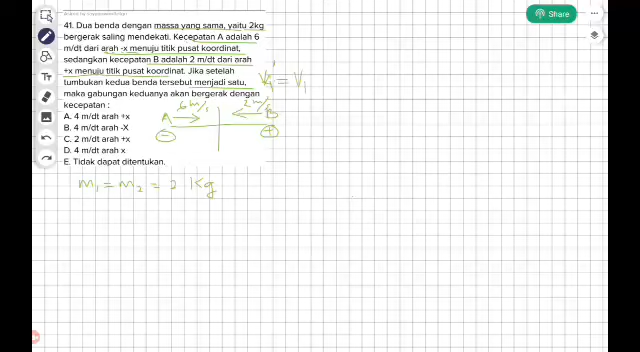 41. Dua benda dengan massa yang sama, yaitu 2kg
bergerak saling mendekati. Kecepatan A adalah 6
m/dt dari arah -x menuju titik pusat koordinat,
sedangkan kecepatan B adalah 2 m/dt dari arah
+x menuju titik pusat koordinat. Jika setelah
tumbukan kedua benda tersebut menjadi satu,
maka gabungan keduanya akan bergerak dengan
kecepatan :
A. 4 m/dt arah +x
B. 4 m/dt arah -X
C. 2 m/dt arah +x
D. 4 m/dt arah x
E. Tidak dapat ditentukan.
= V₁
6 m/s
2 m/s
A
B
−
+
m₁ = m₂ = 2 Kg
Share
TT